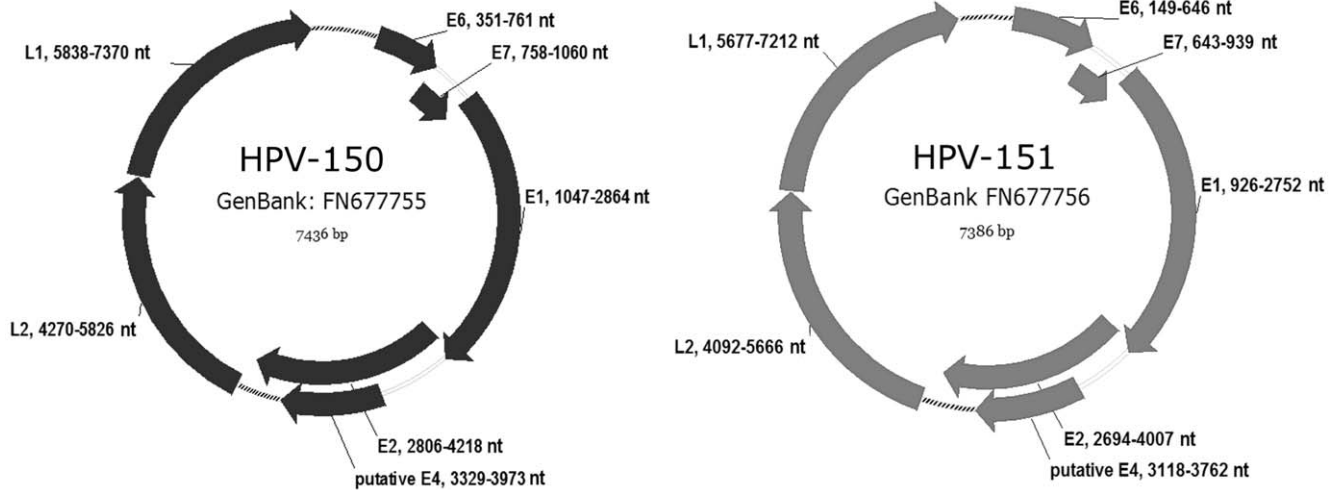 E6, 351-761 nt
L1, 5838-7370 nt
E7, 758-1060 nt
HPV-150
GenBank: FN677755
7436 bp
E1, 1047-2864 nt
L2, 4270-5826 nt
E2, 2806-4218 nt
putative E4, 3329-3973 nt
E6, 149-646 nt
L1, 5677-7212 nt
E7, 643-939 nt
HPV-151
GenBank FN677756
7386 bp
E1, 926-2752 nt
L2, 4092-5666 nt
E2, 2694-4007 nt
putative E4, 3118-3762 nt